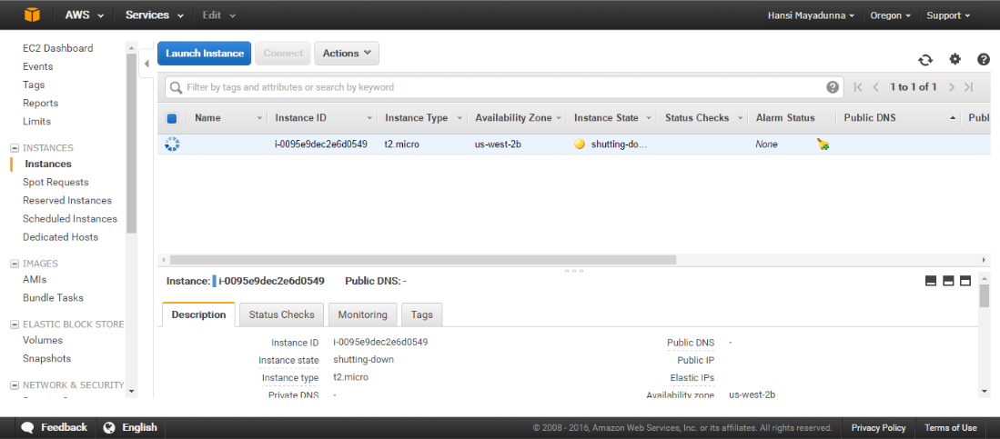 AWS Services Edit Hansi Mayadunna Oregon Support
EC2 Dashboard
Events
Tags
Reports
Limits
INSTANCES
Instances
Spot Requests
Reserved Instances
Scheduled Instances
Dedicated Hosts
IMAGES
AMIs
Bundle Tasks
ELASTIC BLOCK STORE
Volumes
Snapshots
NETWORK & SECURITY
Launch Instance Connect Actions
Filter by tags and attributes or search by keyword 1 to 1 of 1
Name Instance ID Instance Type Availability Zone Instance State Status Checks Alarm Status Public DNS Publ
i-0095e9dec2e6d0549 t2.micro us-west-2b shutting-do... None
Instance: i-0095e9dec2e6d0549 Public DNS: -
Description Status Checks Monitoring Tags
Instance ID i-0095e9dec2e6d0549 Public DNS -
Instance state shutting-down Public IP
Instance type t2.micro Elastic IPs
Private DNS - Availability zone us-west-2b
Feedback English © 2008 - 2016, Amazon Web Services, Inc. or its affiliates. All rights reserved. Privacy Policy Terms of Use